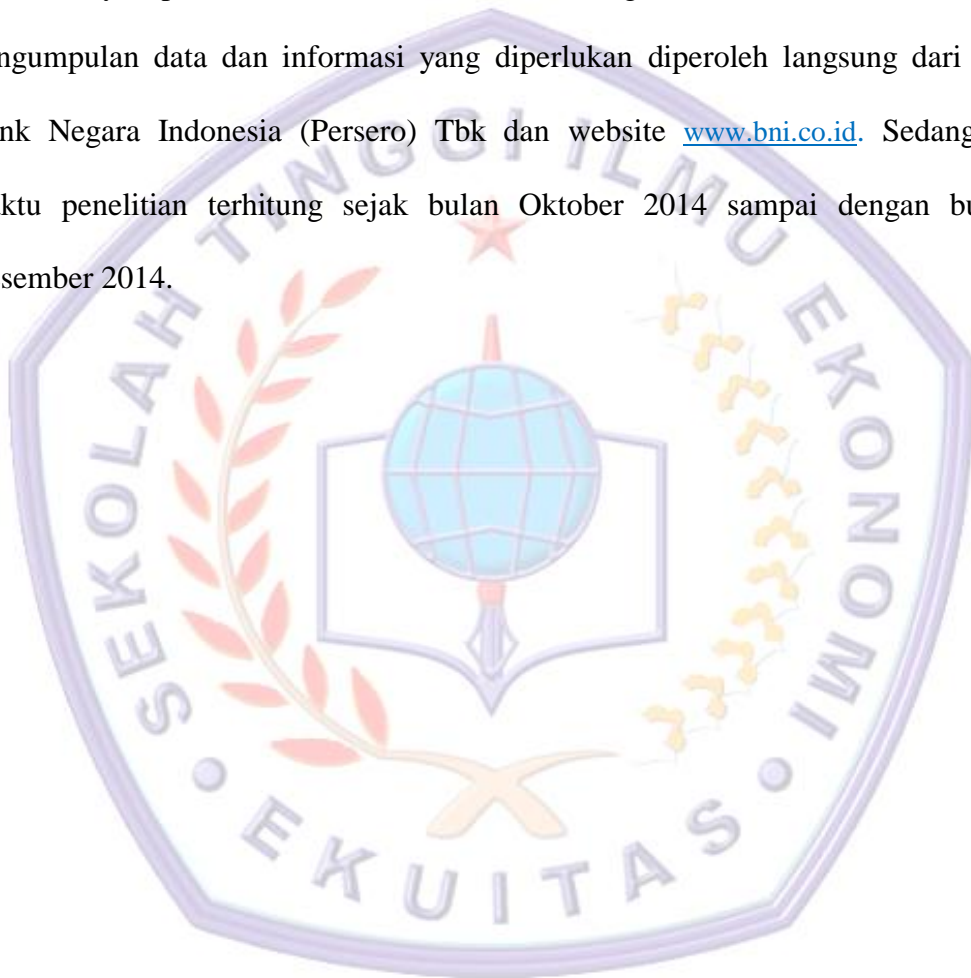 ngumpulan data dan informasi yang diperlukan diperoleh langsung dari
nk Negara Indonesia (Persero) Tbk dan website www.bni.co.id. Sedang
ktu penelitian terhitung sejak bulan Oktober 2014 sampai dengan bu
sember 2014.
SEKOLAH TINGGI ILMU EKONOMI
• EKUITAS •